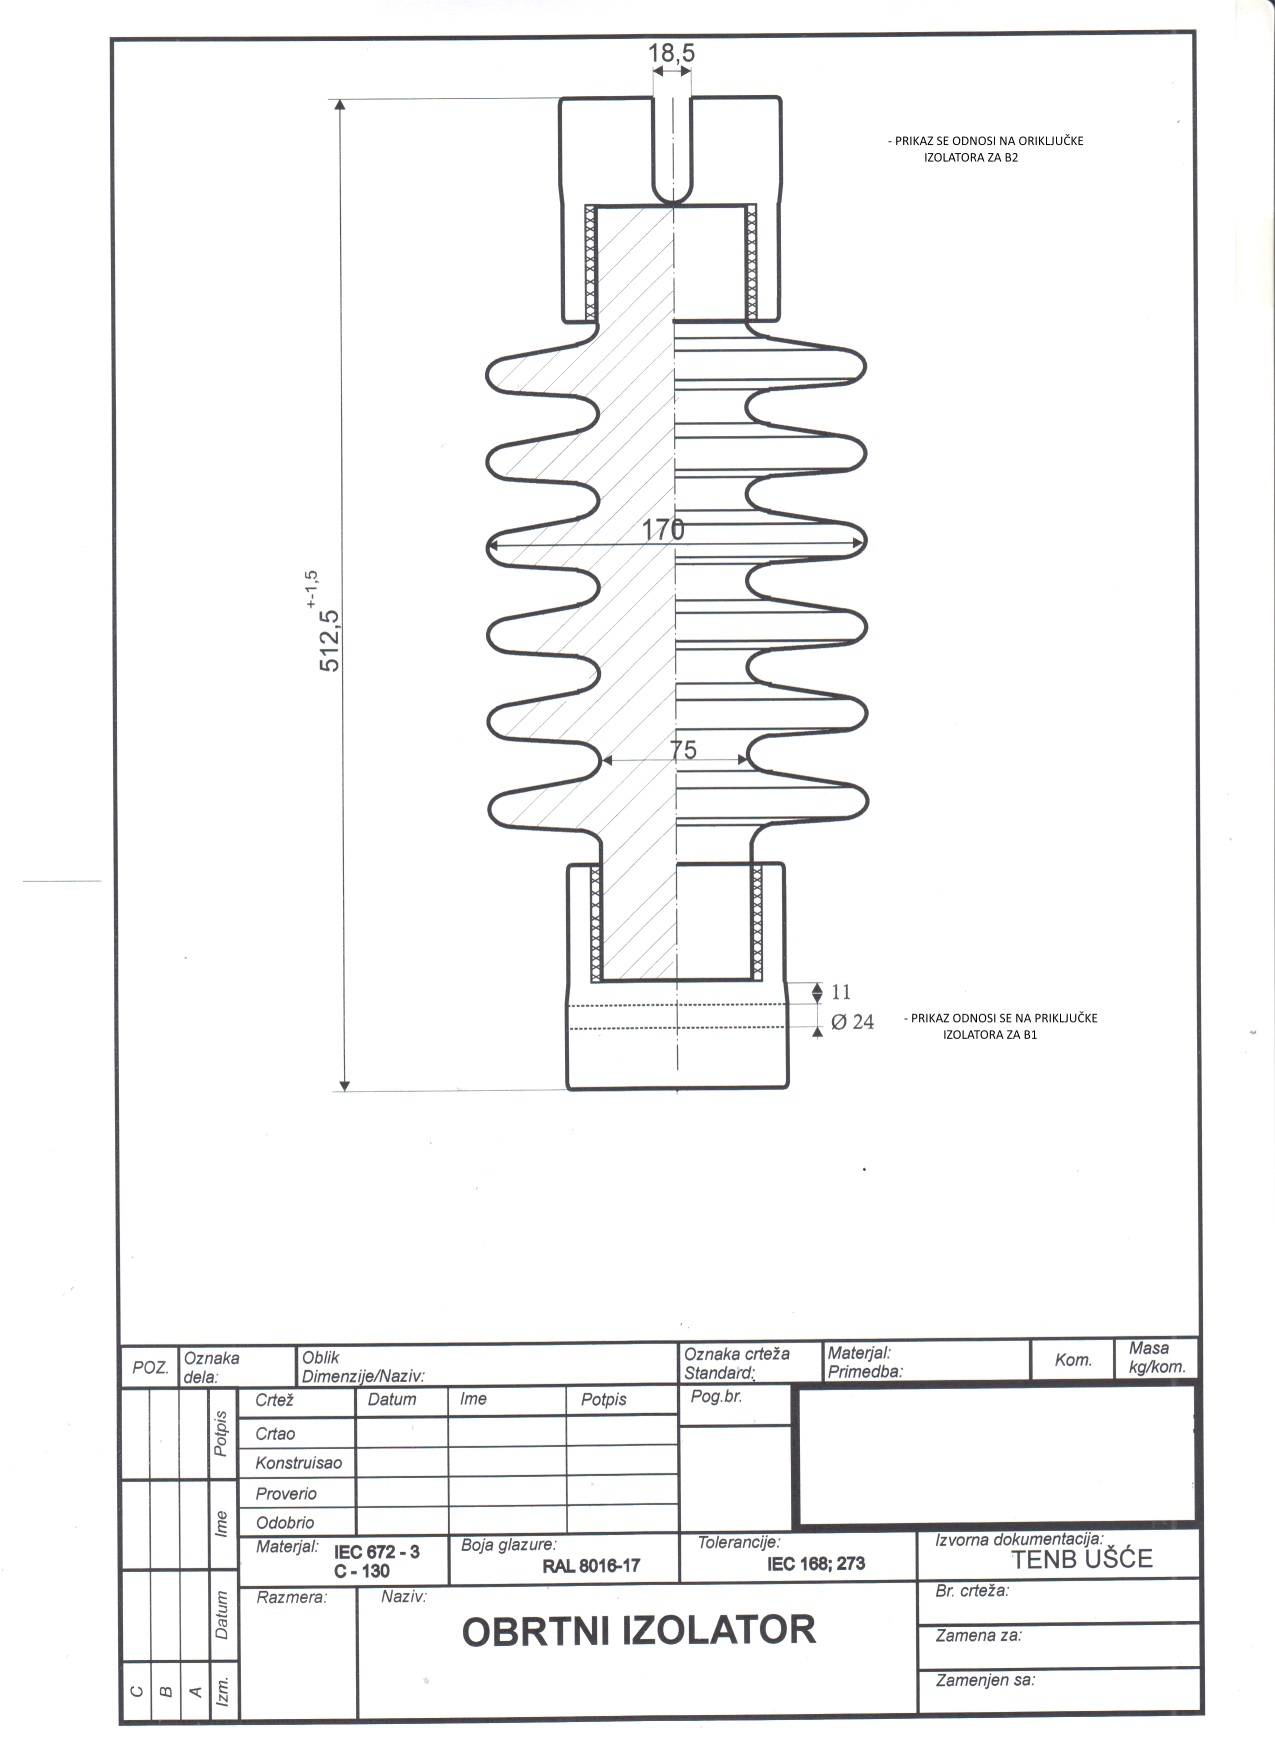 18,5
- PRIKAZ SE ODNOSI NA ORIKLJUČKE
IZOLATORA ZA B2
170
512,5 +-1,5
75
11
Ø 24
- PRIKAZ ODNOSI SE NA PRIKLJUČKE
IZOLATORA ZA B1
POZ.
Oznaka
dela:
Oblik
Dimenzije/Naziv:
Oznaka crteža
Standard:
Materjal:
Primedba:
Kom.
Masa
kg/kom.
Potpis
Crtež
Datum
Ime
Potpis
Pog.br.
Crtao
Konstruisao
Ime
Proverio
Odobrio
Materjal: IEC 672 - 3
C - 130
Boja glazure:
RAL 8016-17
Tolerancije:
IEC 168; 273
Izvorna dokumentacija:
TENB UŠĆE
Datum
Razmera:
Naziv:
OBRTNI IZOLATOR
Br. crteža:
Zamena za:
Zamenjen sa:
C
B
A
Izm.